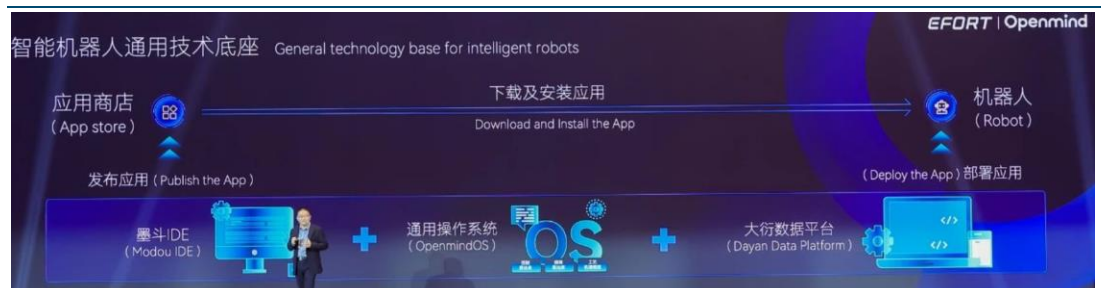 EFORT | Openmind
智能机器人通用技术底座 General technology base for intelligent robots
应用商店
( App store )
下载及安装应用
Download and Install the App
机器人
( Robot )
发布应用 ( Publish the App )
( Deploy the App ) 部署应用
墨斗IDE
( Modou IDE )
通用操作系统
( OpenmindOS )
OS
大衍数据平台
( Dayan Data Platform )
</>
</>